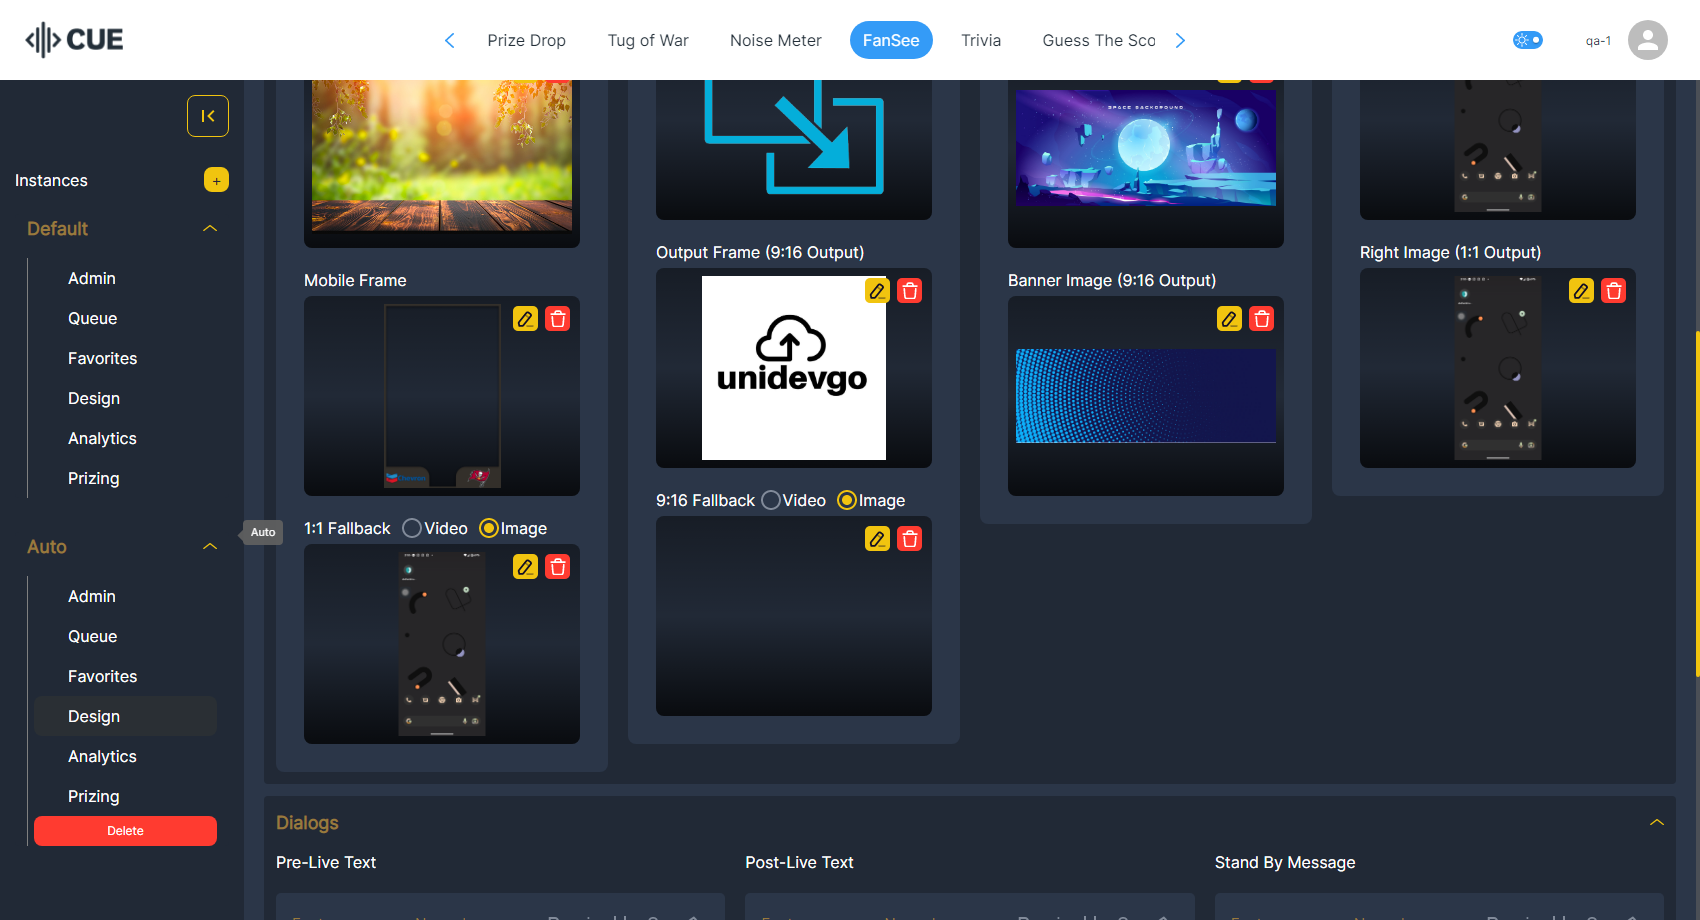 CUE
Prize Drop
Tug of War
Noise Meter
FanSee
Trivia
Guess The Sco
qa-1
Instances
+
Default
Admin
Queue
Favorites
Design
Analytics
Prizing
Auto
Auto
Admin
Queue
Favorites
Design
Analytics
Prizing
Delete
SPACE BACKGROUND
Mobile Frame
Output Frame (9:16 Output)
unidevgo
Banner Image (9:16 Output)
Right Image (1:1 Output)
1:1 Fallback Video Image
9:16 Fallback Video Image
Dialogs
Pre-Live Text
Post-Live Text
Stand By Message